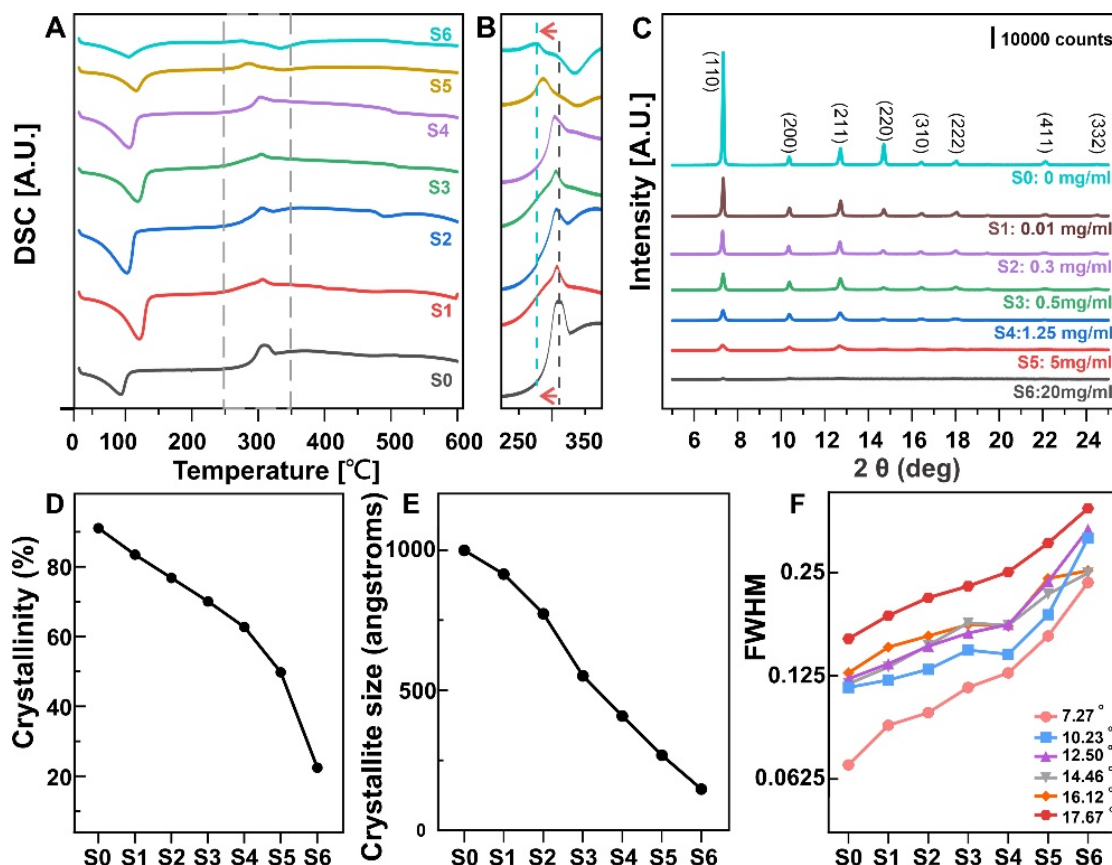 A
S6
S5
S4
S3
S2
S1
S0
DSC [A.U.]
0 100 200 300 400 500 600
Temperature [℃]
B
250 350
C
10000 counts
(110)
(200)
(211)
(220)
(310)
(222)
(411)
(332)
S0: 0 mg/ml
S1: 0.01 mg/ml
S2: 0.3 mg/ml
S3: 0.5mg/ml
S4:1.25 mg/ml
S5: 5mg/ml
S6:20mg/ml
Intensity [A.U.]
6 8 10 12 14 16 18 20 22 24
2 θ (deg)
D
Crystallinity (%)
80
60
40
20
S0 S1 S2 S3 S4 S5 S6
E
Crystallite size (angstroms)
1000
500
0
S0 S1 S2 S3 S4 S5 S6
F
FWHM
0.25
0.125
0.0625
7.27 °
10.23 °
12.50 °
14.46 °
16.12 °
17.67 °
S0 S1 S2 S3 S4 S5 S6